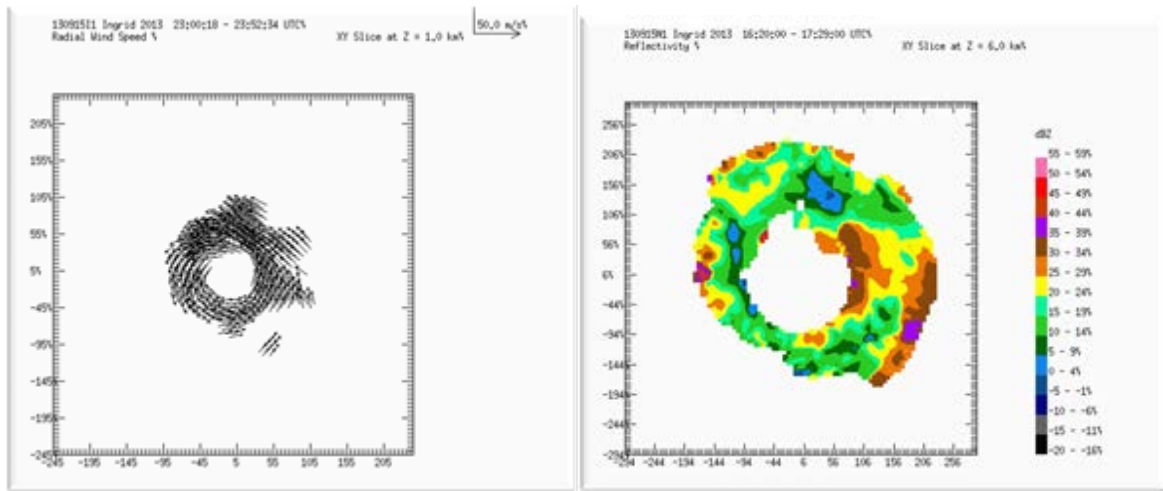 130915I1 Ingrid 2013 23:00:18 - 23:52:34 UTC%
Radial Wind Speed %
XY Slice at Z = 1.0 km%
50.0 m/s%
205%
155%
105%
55%
5%
-45%
-95%
-145%
-195%
-245
-245 -195 -145 -95 -45 5 55 105 155 205
130915N1 Ingrid 2013 16:20:00 - 17:29:00 UTC%
Reflectivity %
XY Slice at Z = 6.0 km%
256%
206%
156%
106%
56%
6%
-44%
-94%
-144%
-194%
-244%
-294
-294 -244 -194 -144 -94 -44 6 56 106 156 206 256
dBZ
55 - 59%
50 - 54%
45 - 49%
40 - 44%
35 - 39%
30 - 34%
25 - 29%
20 - 24%
15 - 19%
10 - 14%
5 - 9%
0 - 4%
-5 - -1%
-10 - -6%
-15 - -11%
-20 - -16%